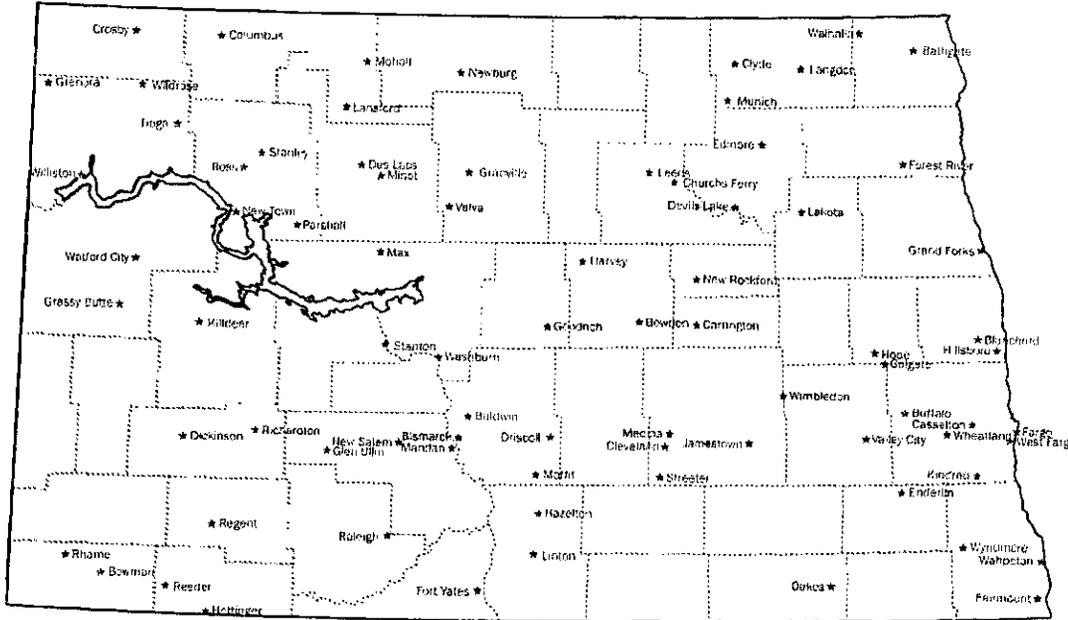 Crosby
Columbus
Walhalla
Bathgate
Mohall
Newburg
Clyde
Langdon
Wildrose
Lansford
Munich
Tioga
Edmore
Ross
Stanley
Des Lacs
Minot
Granville
Leeds
Churchs Ferry
Forest River
Williston
New Town
Parshall
Velva
Devils Lake
Lakota
Watford City
Max
Harvey
New Rockford
Grand Forks
Grassy Butte
Killdeer
Goodrich
Bowdon
Carrington
Stanton
Washburn
Blanchard
Hillsboro
Hope
Colgate
Wimbledon
Baldwin
Buffalo
Casselton
Dickinson
Richardton
New Salem
Bismarck
Driscoll
Medina
Jamestown
Valley City
Wheatland
Fargo
West Farg
Glen Ullin
Mandan
Cleveland
Moffit
Streeter
Kindred
Enderlin
Regent
Raleigh
Hazelton
Linton
Wyndmere
Wahpeton
Rhame
Bowman
Reeder
Fort Yates
Oakes
Fairmount
Hettinger